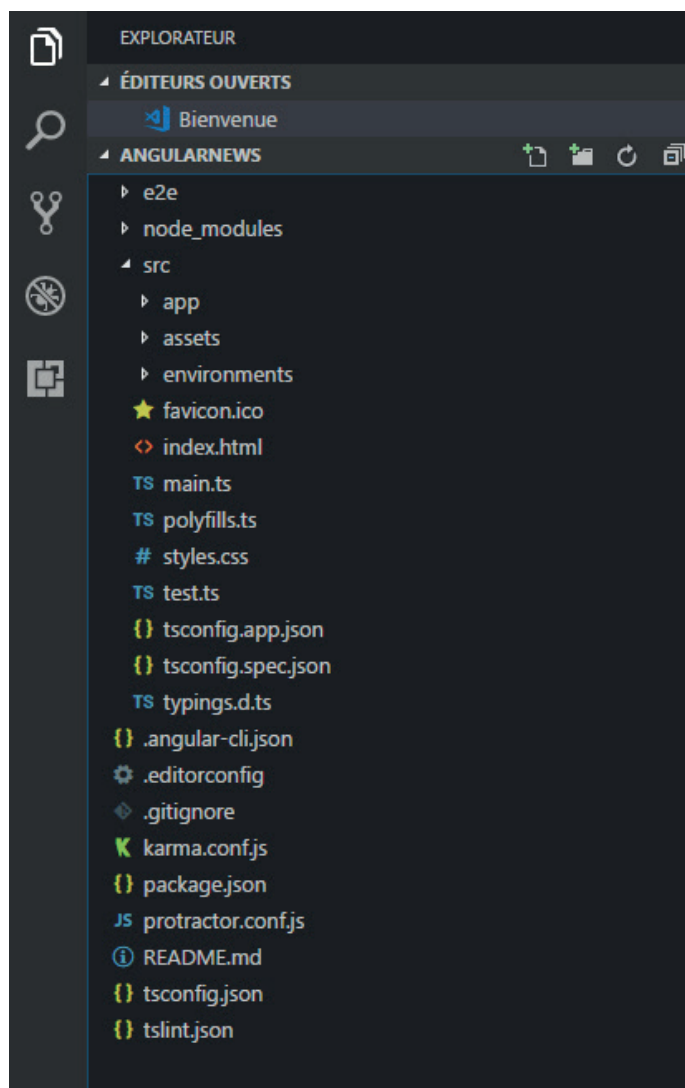 EXPLORATEUR
ÉDITEURS OUVERTS
Bienvenue
ANGULARNEWS
e2e
node_modules
src
app
assets
environments
favicon.ico
<> index.html
TS main.ts
TS polyfills.ts
# styles.css
TS test.ts
{} tsconfig.app.json
{} tsconfig.spec.json
TS typings.d.ts
{} .angular-cli.json
.editorconfig
.gitignore
karma.conf.js
{} package.json
JS protractor.conf.js
README.md
{} tsconfig.json
{} tslint.json